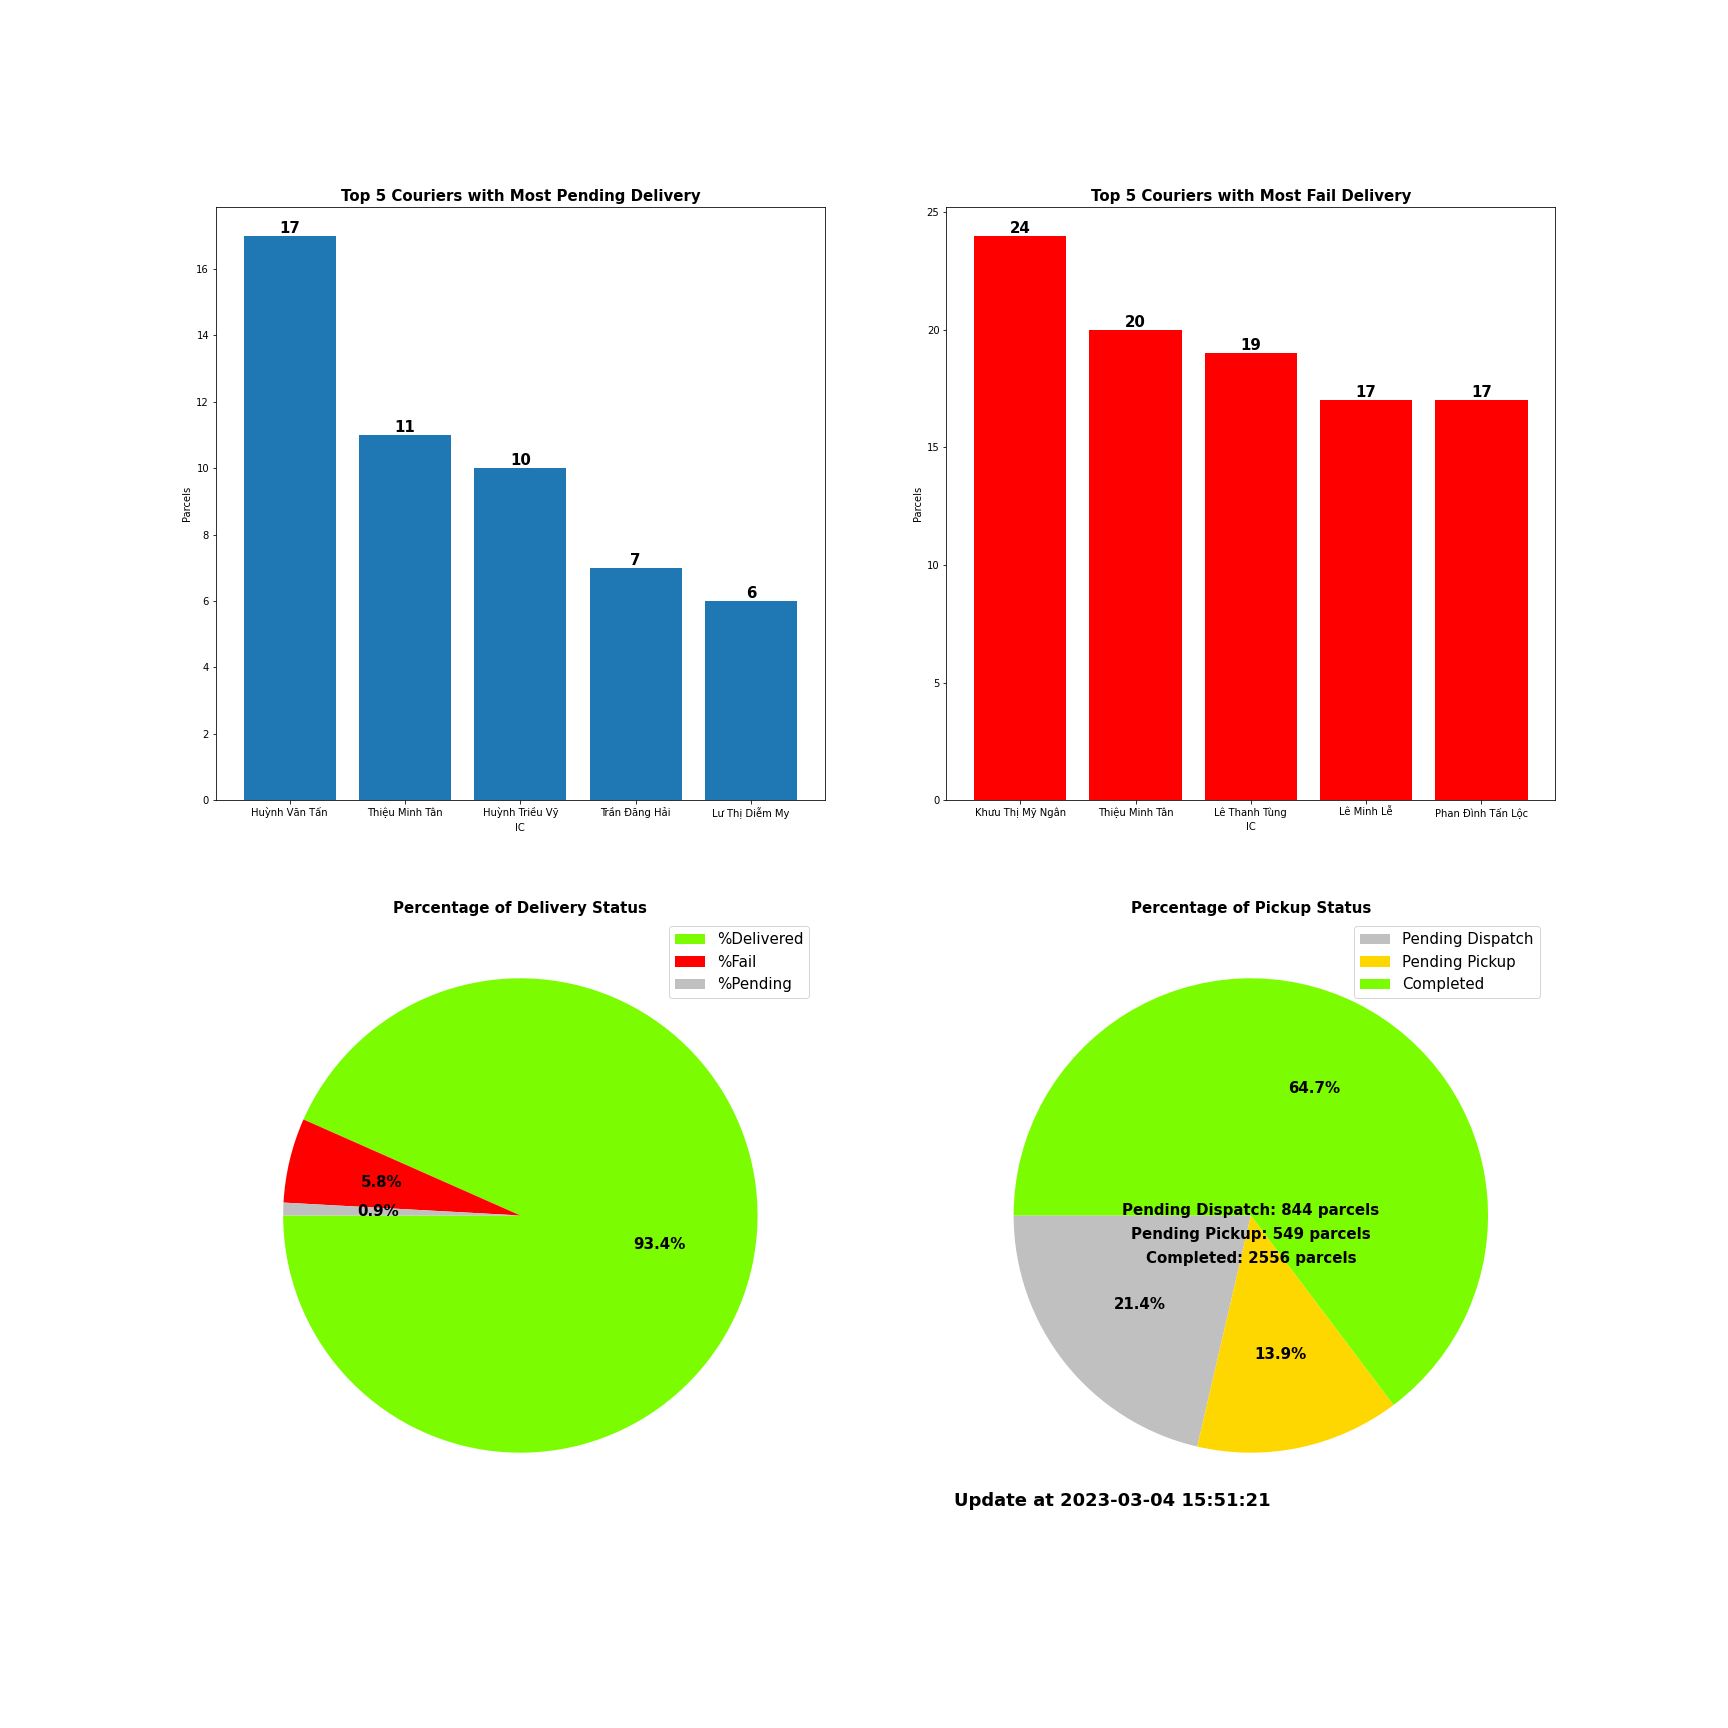 Top 5 Couriers with Most Pending Delivery
17
11
10
7
6
16
14
12
10
8
6
4
2
0
Parcels
Huỳnh Văn Tấn
Thiệu Minh Tân
Huỳnh Triều Vỹ
Trần Đăng Hải
Lư Thị Diễm My
IC
Top 5 Couriers with Most Fail Delivery
24
20
19
17
17
25
20
15
10
5
0
Parcels
Khưu Thị Mỹ Ngân
Thiệu Minh Tân
Lê Thanh Tùng
Lê Minh Lễ
Phan Đình Tấn Lộc
IC
Percentage of Delivery Status
%Delivered
%Fail
%Pending
5.8%
0.9%
93.4%
Percentage of Pickup Status
Pending Dispatch
Pending Pickup
Completed
64.7%
Pending Dispatch: 844 parcels
Pending Pickup: 549 parcels
Completed: 2556 parcels
21.4%
13.9%
Update at 2023-03-04 15:51:21